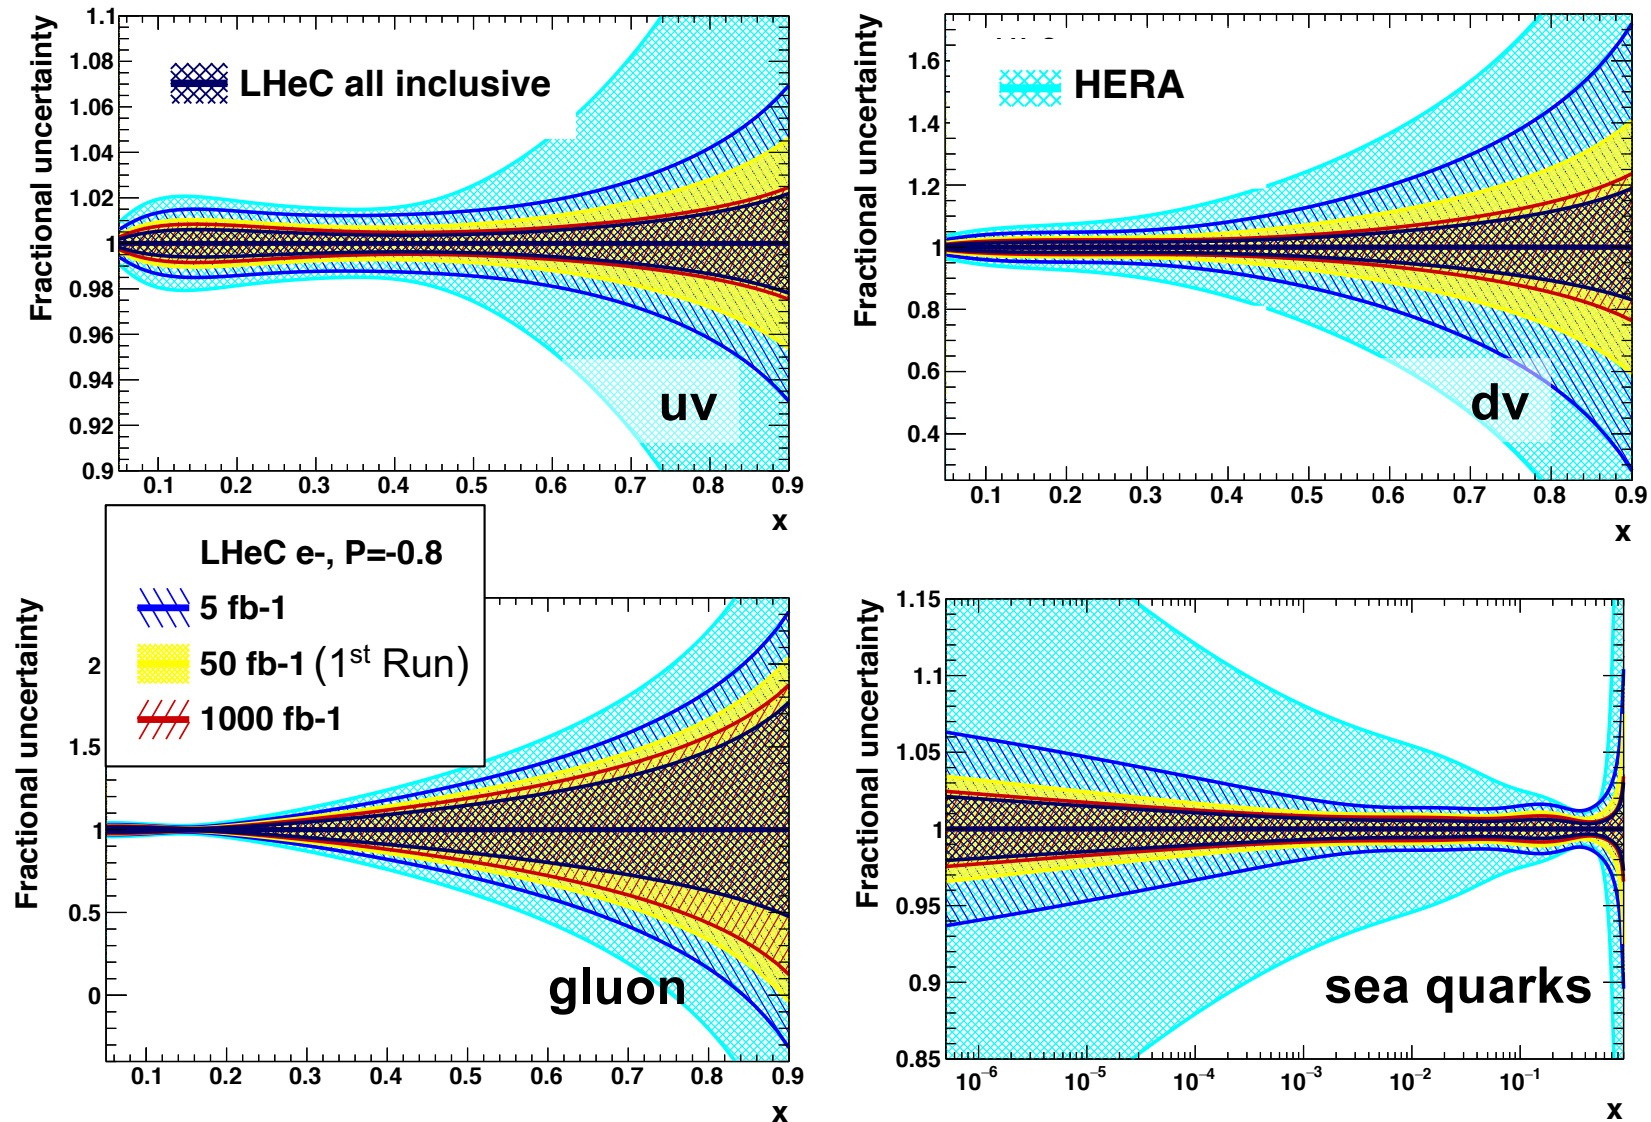 Fractional uncertainty
1.1
1.08
1.06
1.04
1.02
1
0.98
0.96
0.94
0.92
0.9
LHeC all inclusive
uv
0.1 0.2 0.3 0.4 0.5 0.6 0.7 0.8 0.9
x
Fractional uncertainty
1.6
1.4
1.2
1
0.8
0.6
0.4
HERA
dv
0.1 0.2 0.3 0.4 0.5 0.6 0.7 0.8 0.9
x
LHeC e-, P=-0.8
5 fb-1
50 fb-1 (1st Run)
1000 fb-1
Fractional uncertainty
2
1.5
1
0.5
0
gluon
0.1 0.2 0.3 0.4 0.5 0.6 0.7 0.8 0.9
x
Fractional uncertainty
1.15
1.1
1.05
1
0.95
0.9
0.85
sea quarks
10−6 10−5 10−4 10−3 10−2 10−1
x